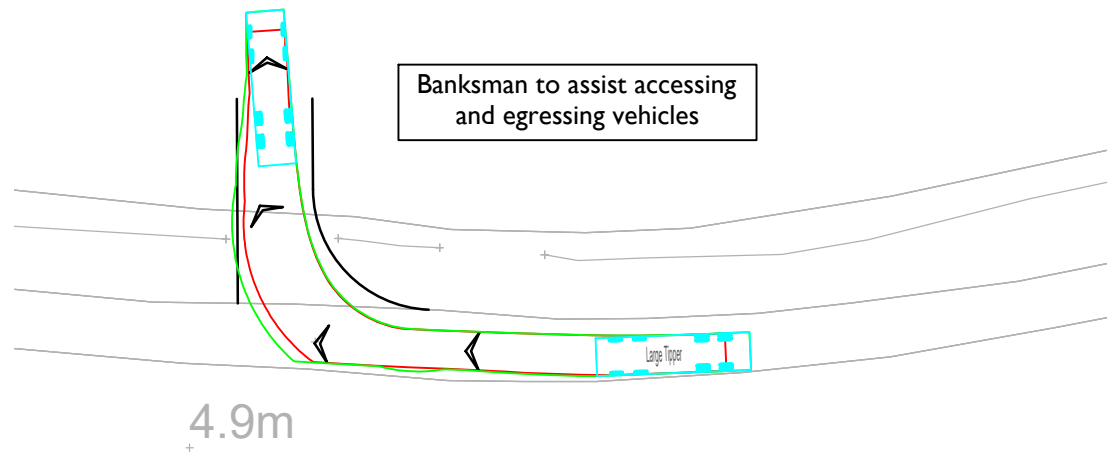 Banksman to assist accessing
and egressing vehicles
Large Tipper
4.9m